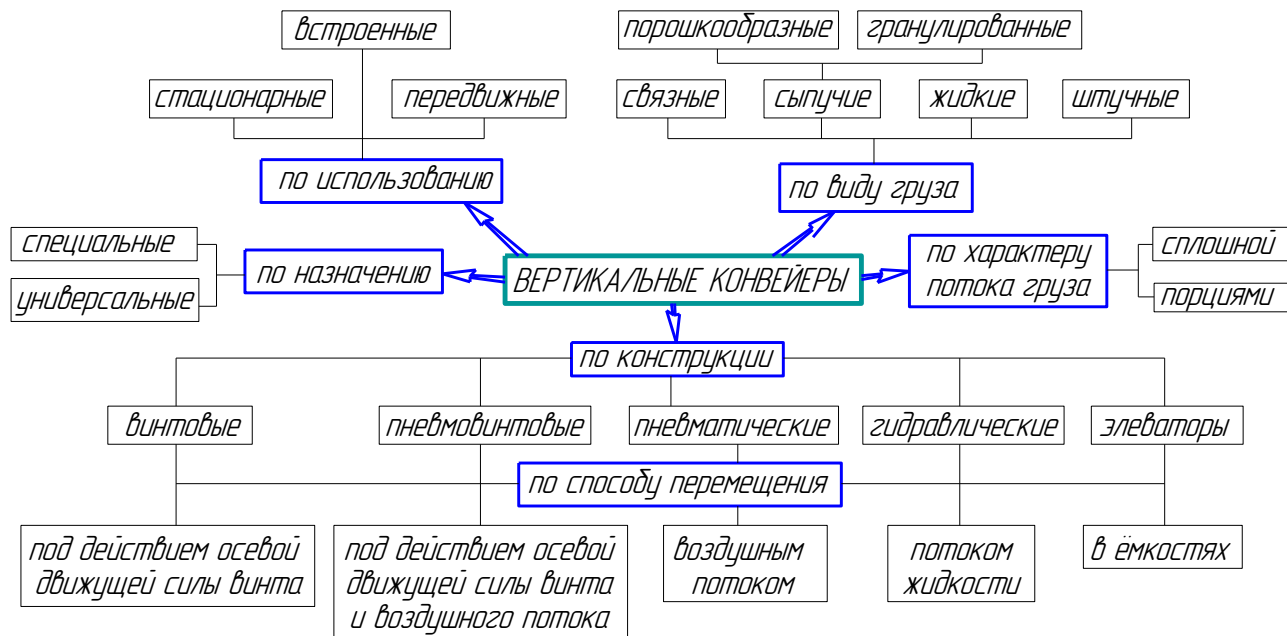 встроенные
порошкообразные
гранулированные
стационарные
передвижные
связные
сыпучие
жидкие
штучные
по использованию
по виду груза
специальные
универсальные
по назначению
ВЕРТИКАЛЬНЫЕ КОНВЕЙЕРЫ
по характеру
потока груза
сплошной
порциями
по конструкции
винтовые
пневмовинтовые
пневматические
гидравлические
элеваторы
по способу перемещения
под действием осевой
движущей силы винта
под действием осевой
движущей силы винта
и воздушного потока
воздушным
потоком
потоком
жидкости
в ёмкостях